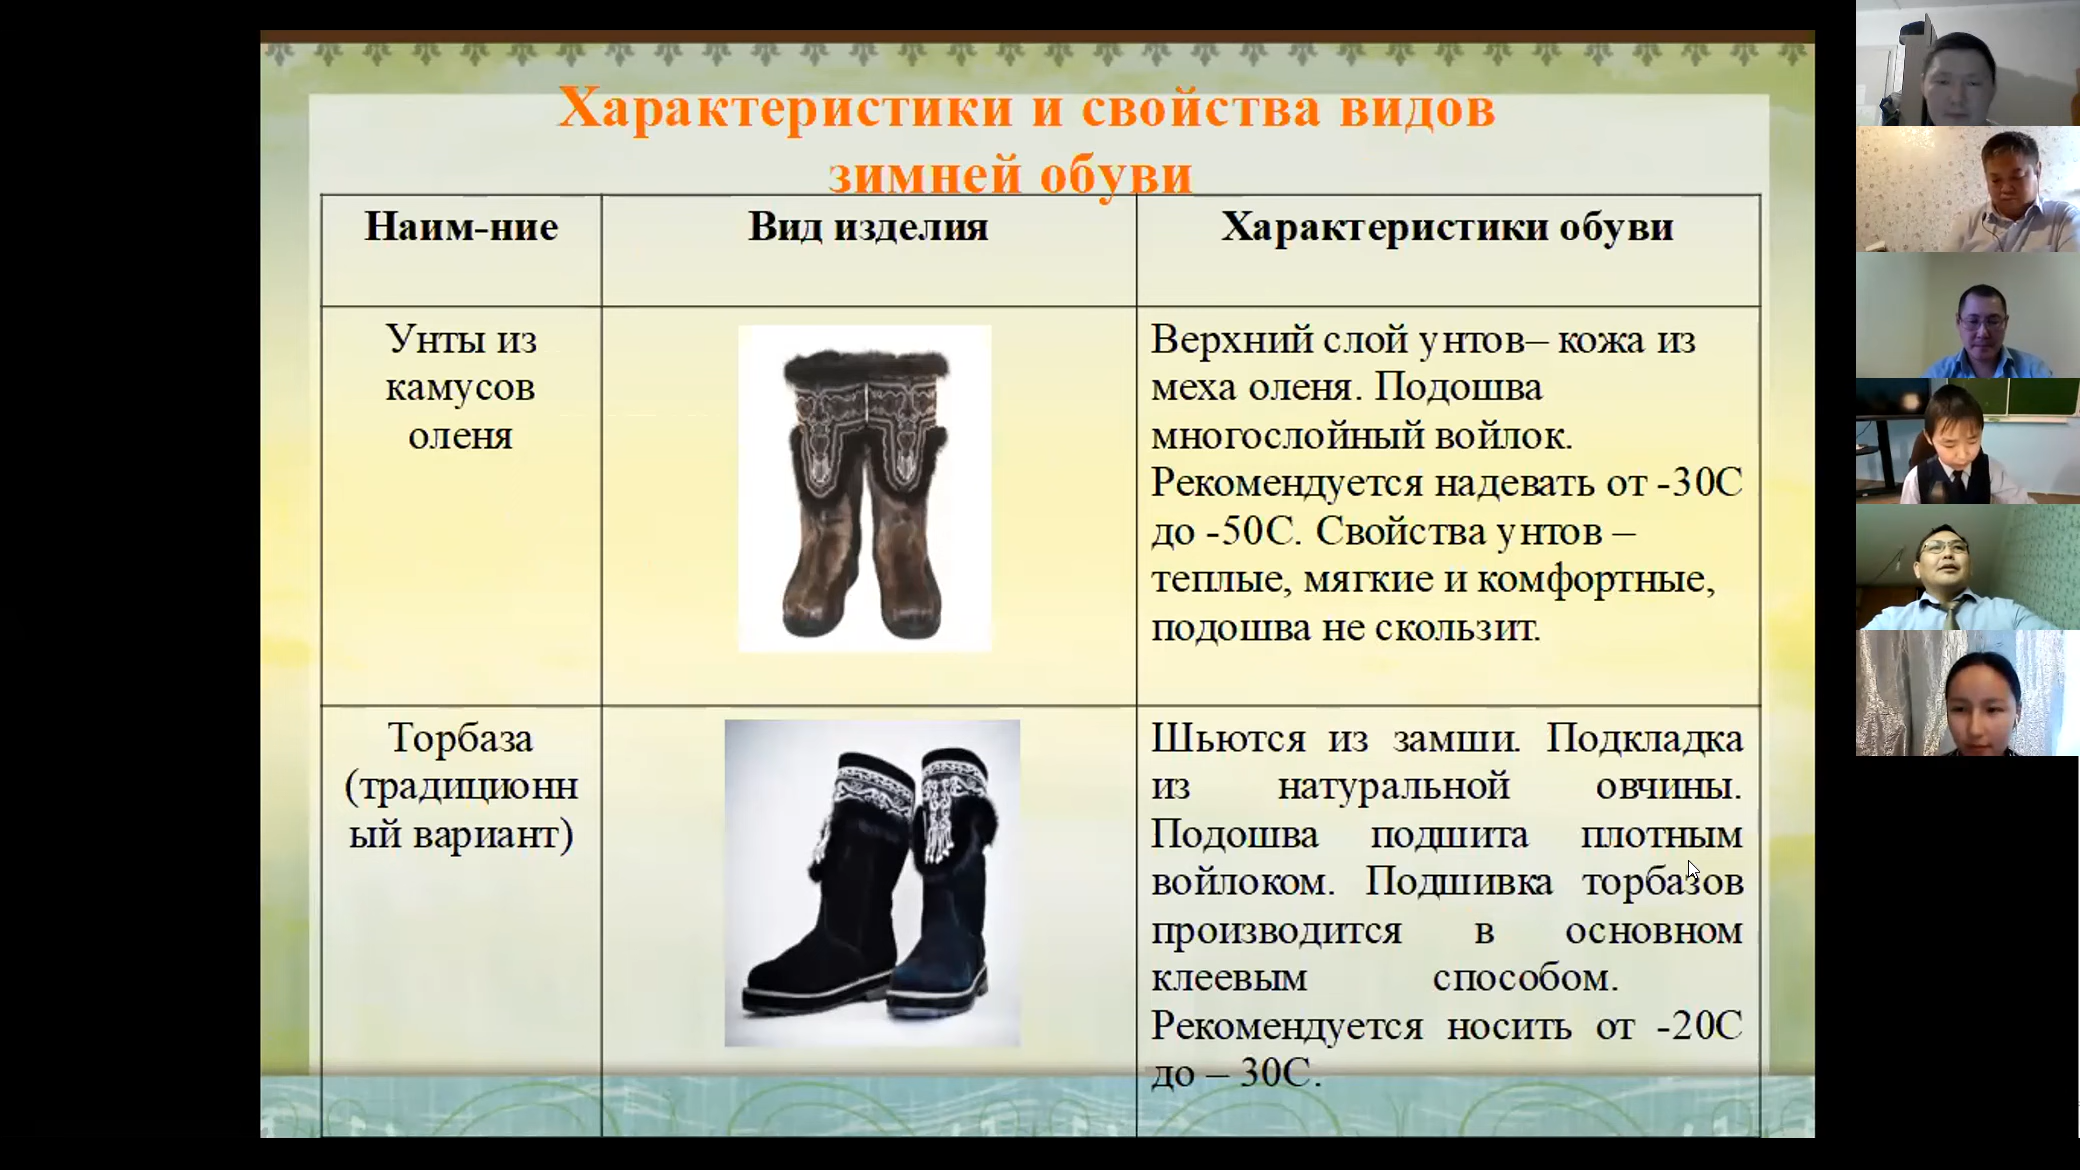 Характеристики и свойства видов
зимней обуви
Наим-ние
Вид изделия
Характеристики обуви
Унты из
камусов
оленя
Верхний слой унтов– кожа из
меха оленя. Подошва
многослойный войлок.
Рекомендуется надевать от -30С
до -50С. Свойства унтов –
теплые, мягкие и комфортные,
подошва не скользит.
Торбаза
(традиционн
ый вариант)
Шьются из замши. Подкладка
из натуральной овчины.
Подошва подшита плотным
войлоком. Подшивка торбазов
производится в основном
клеевым способом.
Рекомендуется носить от -20С
до – 30С.